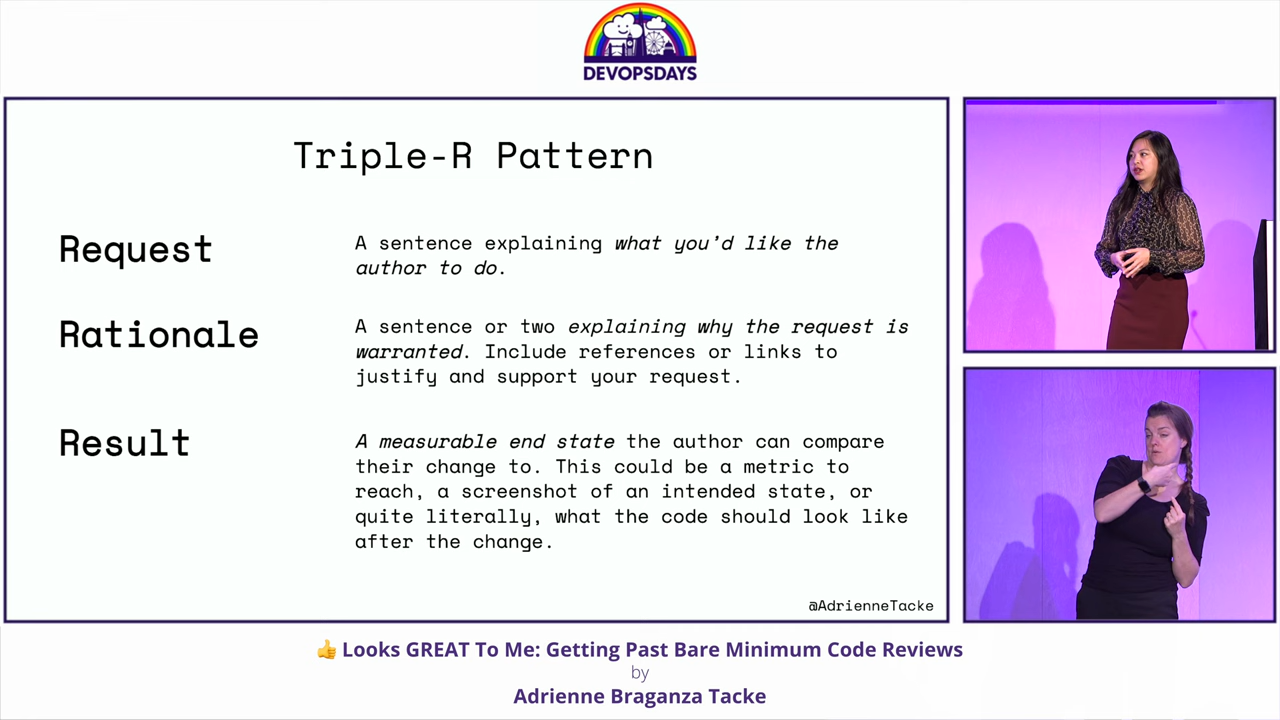 DEVOPSDAYS
Triple-R Pattern
Request
A sentence explaining what you’d like the
author to do.
Rationale
A sentence or two explaining why the request is
warranted. Include references or links to
justify and support your request.
Result
A measurable end state the author can compare
their change to. This could be a metric to
reach, a screenshot of an intended state, or
quite literally, what the code should look like
after the change.
@AdrienneTacke
👍 Looks GREAT To Me: Getting Past Bare Minimum Code Reviews
by
Adrienne Braganza Tacke